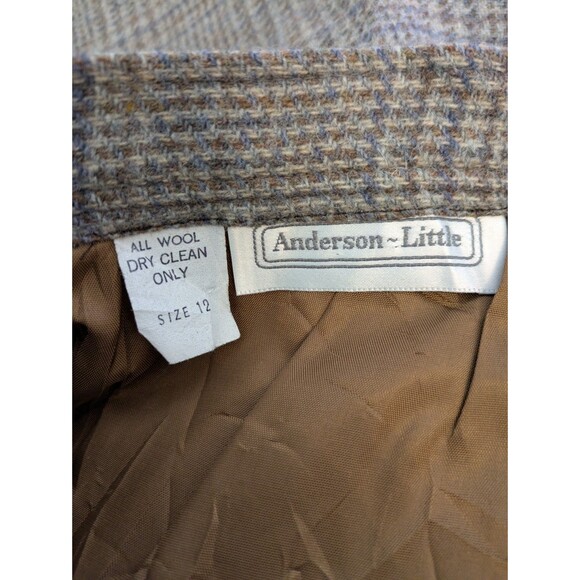 ALL WOOL
DRY CLEAN
ONLY
SIZE 12
Anderson~Little